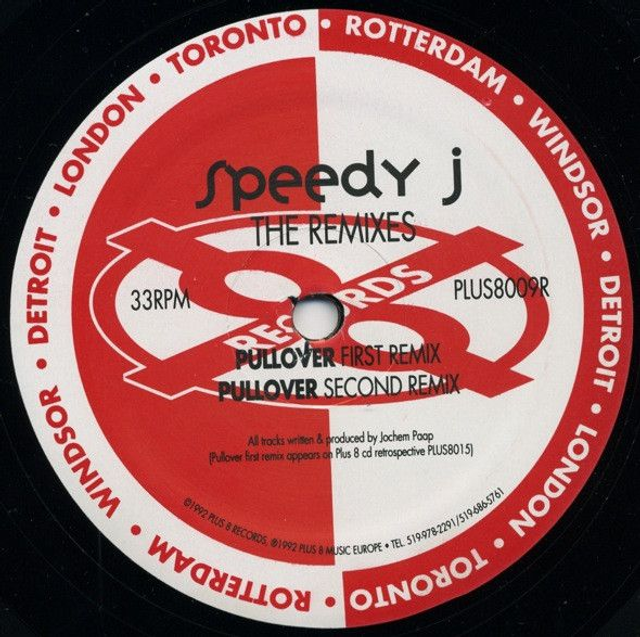 TORONTO • ROTTERDAM • WINDSOR • DETROIT • LONDON • TORONTO • ROTTERDAM • WINDSOR • DETROIT • LONDON •
speedy j
THE REMIXES
33RPM
PLUS8009R
RECORDS
PULLOVER FIRST REMIX
PULLOVER SECOND REMIX
All tracks written & produced by Jochem Paap
(Pullover first remix appears on Plus 8 cd retrospective PLUS8015)
©1992 PLUS 8 RECORDS, ℗1992 PLUS 8 MUSIC EUROPE • TEL. 519-978-2291/519-686-5761